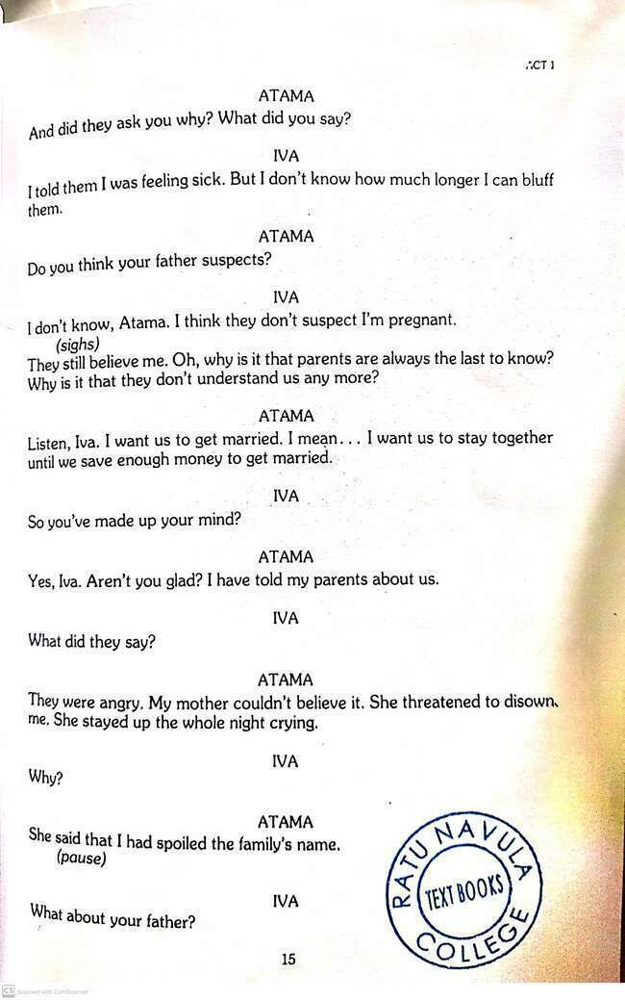 ACT 1
ATAMA
And did they ask you why? What did you say?
IVA
I told them I was feeling sick. But I don't know how much longer I can bluff
them.
ATAMA
Do you think your father suspects?
IVA
I don't know, Atama. I think they don't suspect I'm pregnant.
(sighs)
They still believe me. Oh, why is it that parents are always the last to know?
Why is it that they don't understand us any more?
ATAMA
Listen, Iva. I want us to get married. I mean... I want us to stay together
until we save enough money to get married.
IVA
So you've made up your mind?
ATAMA
Yes, Iva. Aren't you glad? I have told my parents about us.
IVA
What did they say?
ATAMA
They were angry. My mother couldn't believe it. She threatened to disown
me. She stayed up the whole night crying.
IVA
Why?
ATAMA
She said that I had spoiled the family's name.
(pause)
IVA
What about your father?
15
RATU NAVULA
TEXT BOOKS
COLLEGE
CS Scanned with CamScanner